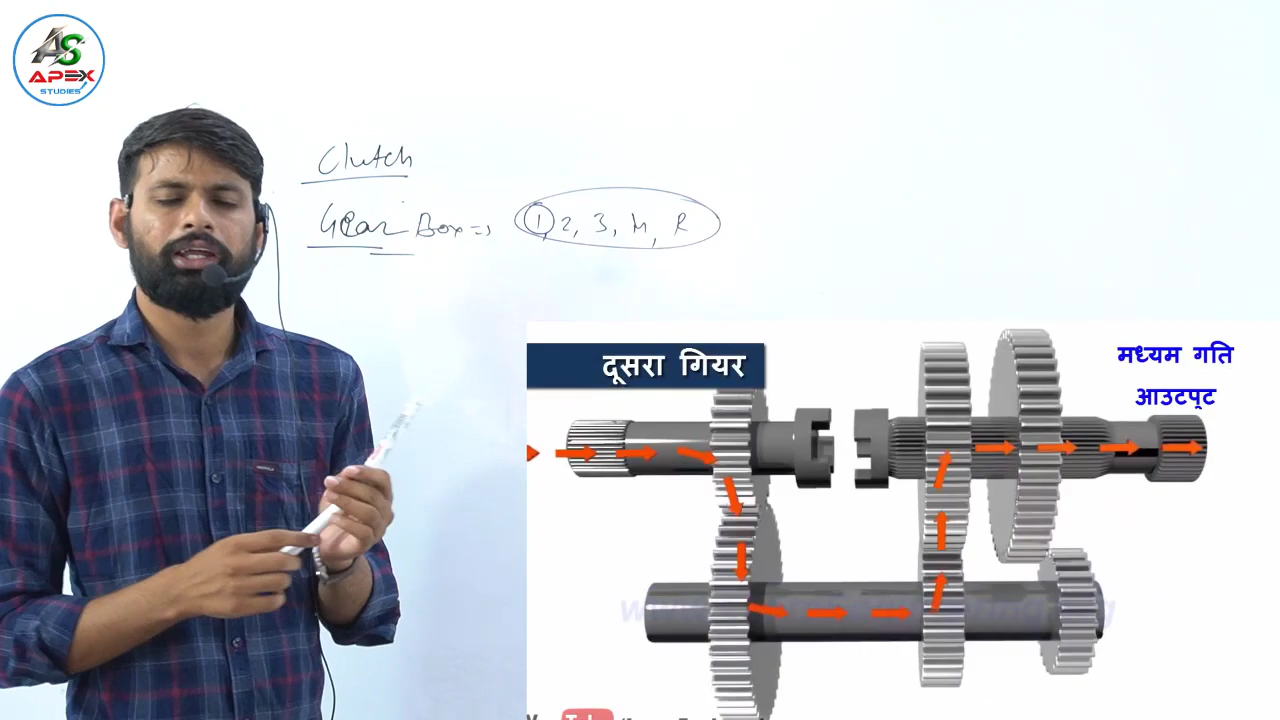 AS
APEX
STUDIES
Clutch
Gear Box => 1, 2, 3, 4, R
दूसरा गियर
मध्यम गति
आउटपुट